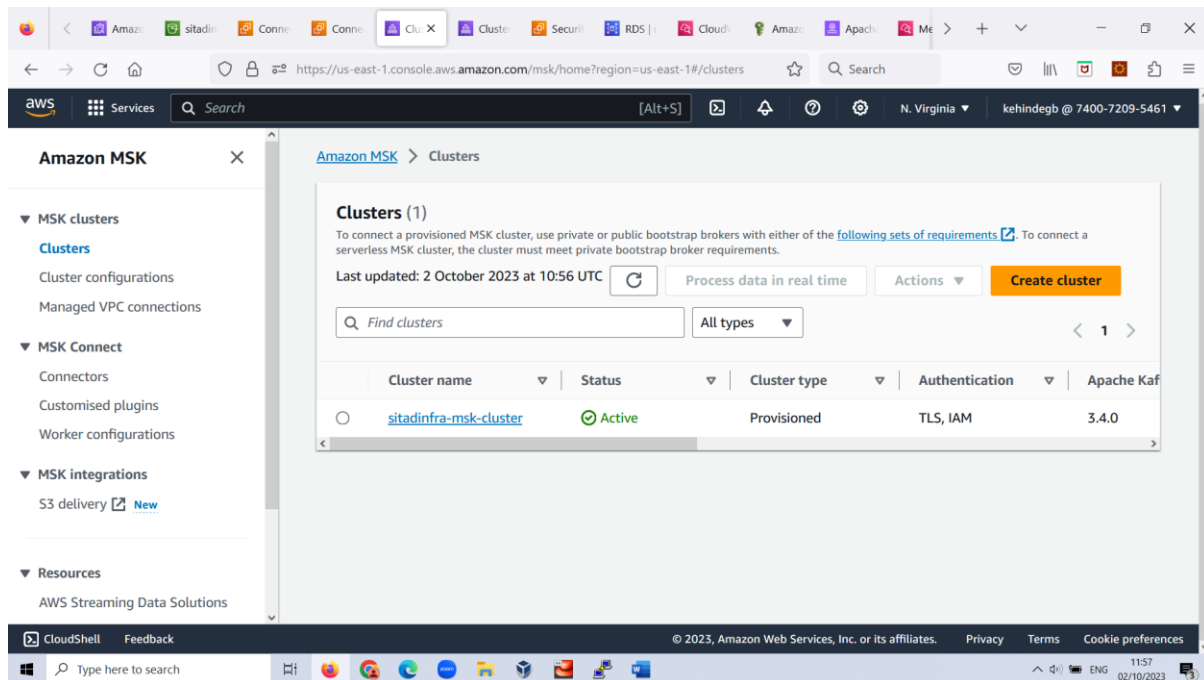 Amazo
sitadin
Conne
Conne
Clu
Cluster
Securit
RDS |
Cloud
Amazo
Apach
Me
https://us-east-1.console.aws.amazon.com/msk/home?region=us-east-1#/clusters
Search
aws
Services
Search
[Alt+S]
N. Virginia
kehindegb @ 7400-7209-5461
Amazon MSK
MSK clusters
Clusters
Cluster configurations
Managed VPC connections
MSK Connect
Connectors
Customised plugins
Worker configurations
MSK integrations
S3 delivery New
Resources
AWS Streaming Data Solutions
Amazon MSK > Clusters
Clusters (1)
To connect a provisioned MSK cluster, use private or public bootstrap brokers with either of the following sets of requirements. To connect a
serverless MSK cluster, the cluster must meet private bootstrap broker requirements.
Last updated: 2 October 2023 at 10:56 UTC
Process data in real time
Actions
Create cluster
Find clusters
All types
1
Cluster name Status Cluster type Authentication Apache Kaf
sitadinfra-msk-cluster Active Provisioned TLS, IAM 3.4.0
CloudShell Feedback © 2023, Amazon Web Services, Inc. or its affiliates. Privacy Terms Cookie preferences
Type here to search
ENG
11:57
02/10/2023
3